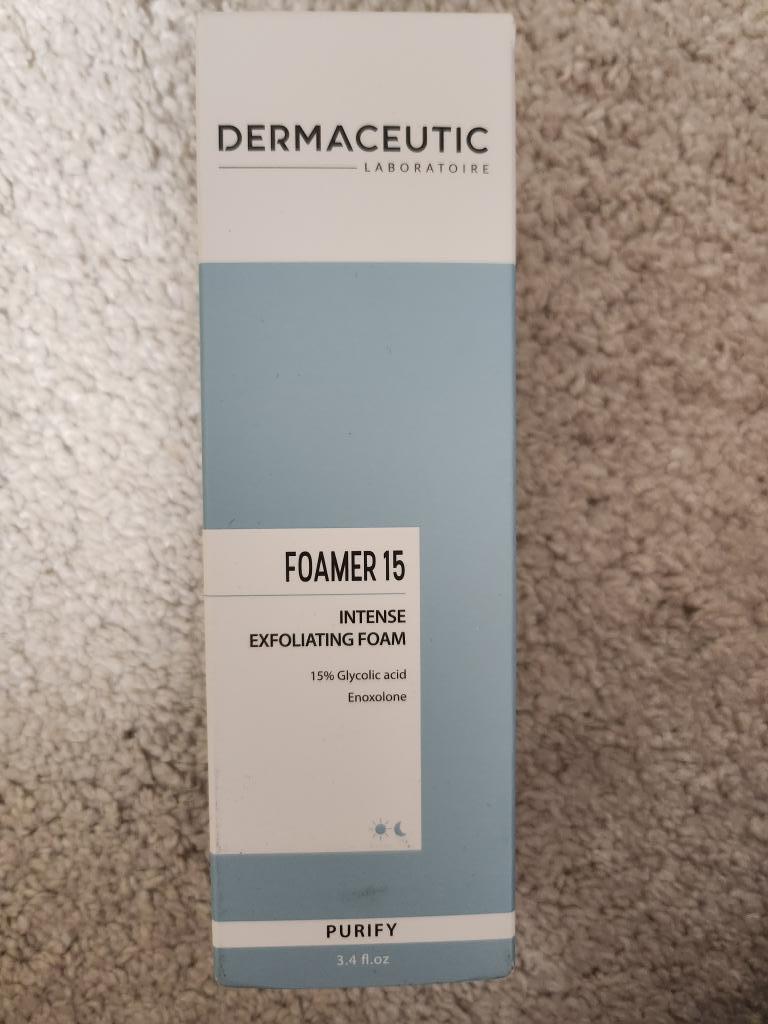 DERMACEUTIC
LABORATOIRE
FOAMER 15
INTENSE
EXFOLIATING FOAM
15% Glycolic acid
Enoxolone
PURIFY
3.4 fl.oz